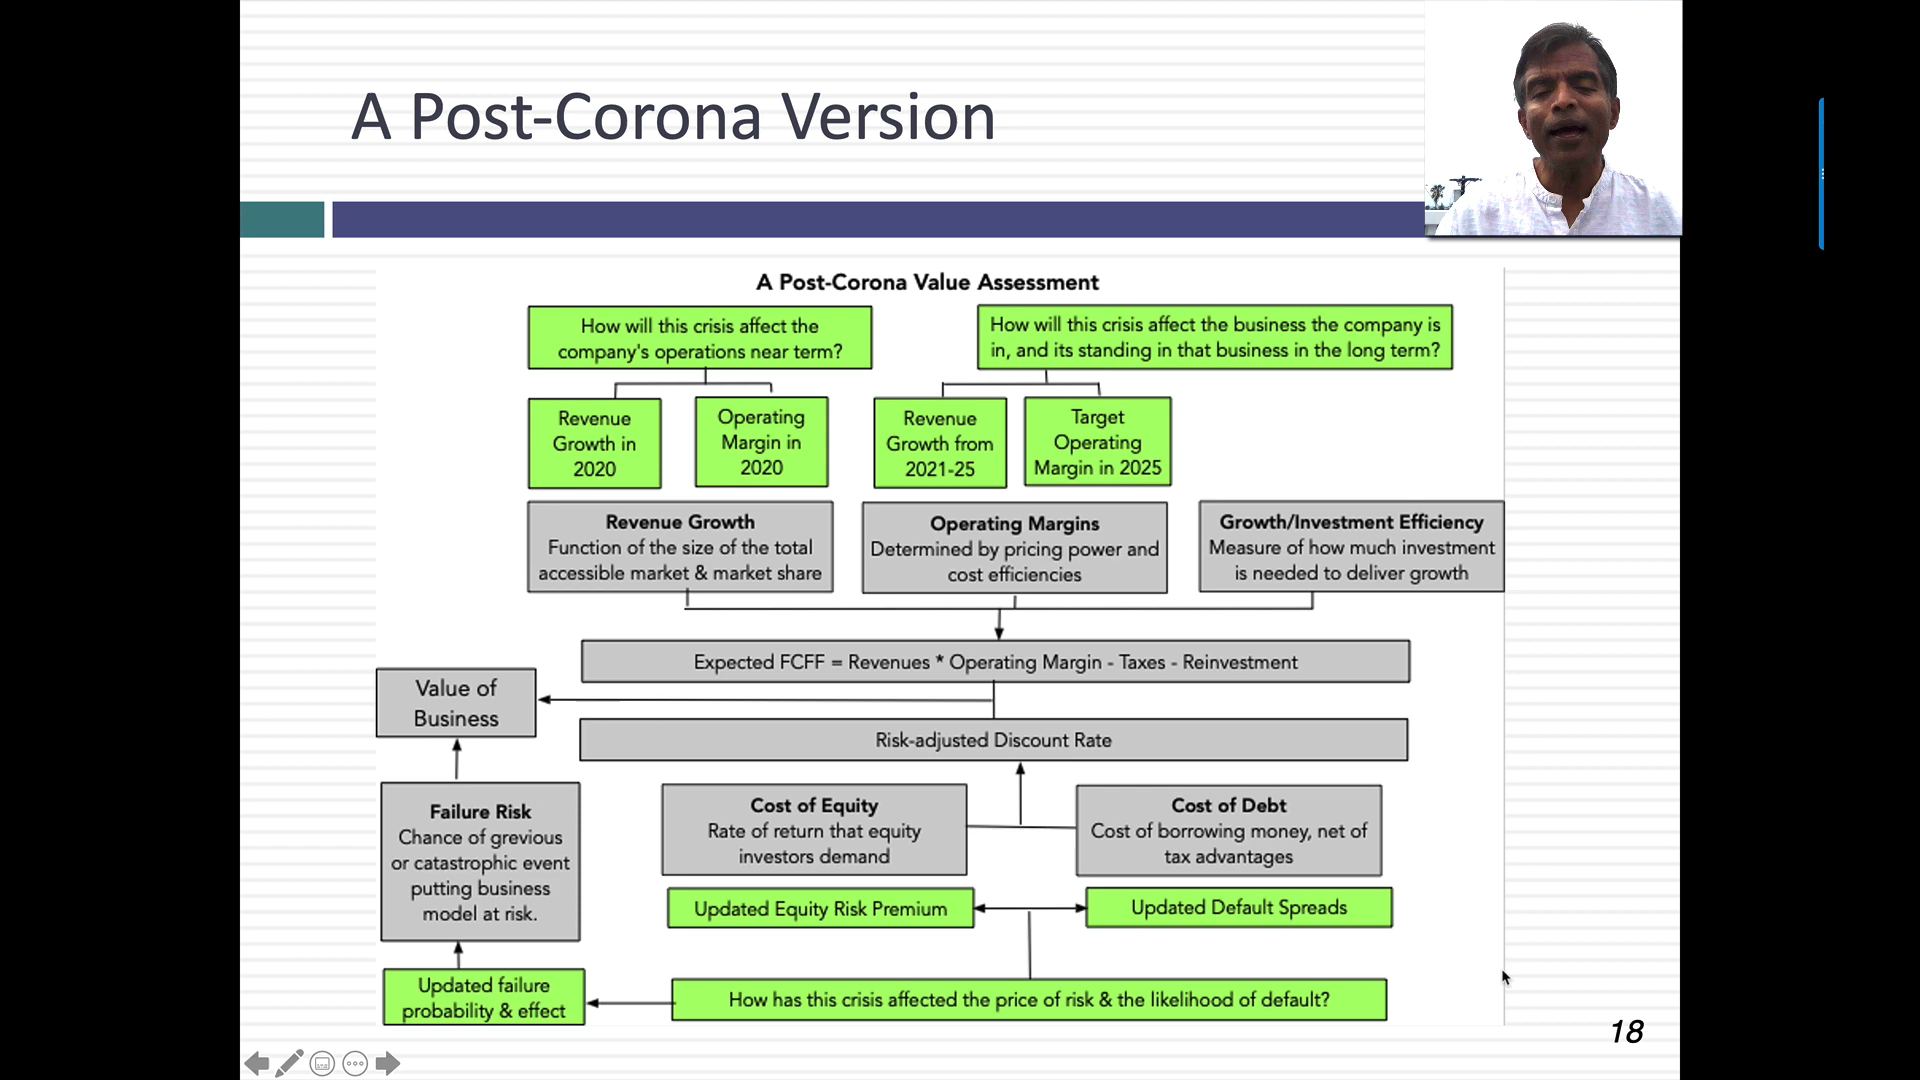 A Post-Corona Version
A Post-Corona Value Assessment
How will this crisis affect the
company's operations near term?
How will this crisis affect the business the company is
in, and its standing in that business in the long term?
Revenue
Growth in
2020
Operating
Margin in
2020
Revenue
Growth from
2021-25
Target
Operating
Margin in 2025
Revenue Growth
Function of the size of the total
accessible market & market share
Operating Margins
Determined by pricing power and
cost efficiencies
Growth/Investment Efficiency
Measure of how much investment
is needed to deliver growth
Expected FCFF = Revenues * Operating Margin - Taxes - Reinvestment
Value of
Business
Risk-adjusted Discount Rate
Failure Risk
Chance of grevious
or catastrophic event
putting business
model at risk.
Cost of Equity
Rate of return that equity
investors demand
Cost of Debt
Cost of borrowing money, net of
tax advantages
Updated Equity Risk Premium
Updated Default Spreads
Updated failure
probability & effect
How has this crisis affected the price of risk & the likelihood of default?
18